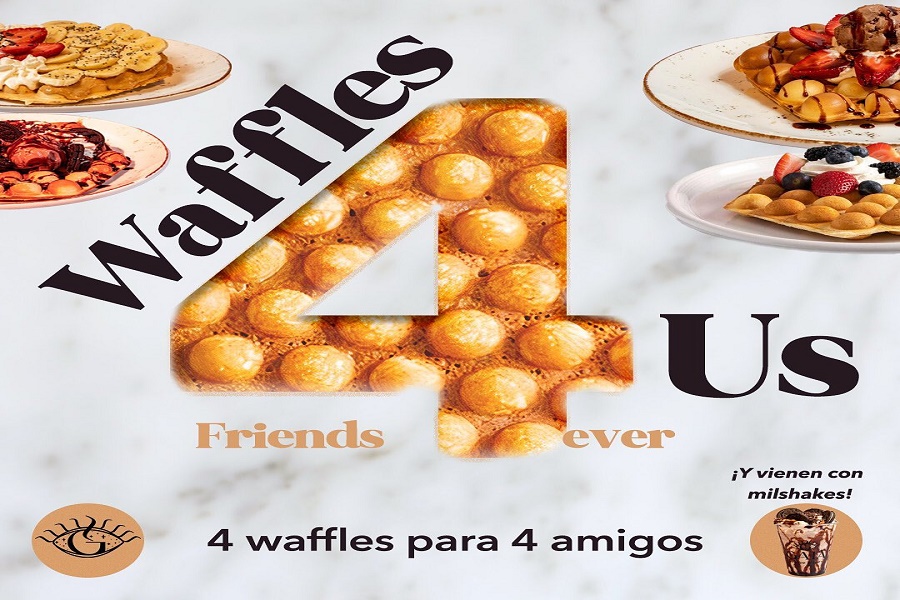 Waffles
4
Us
Friends ever
¡Y vienen con
milshakes!
G
4 waffles para 4 amigos